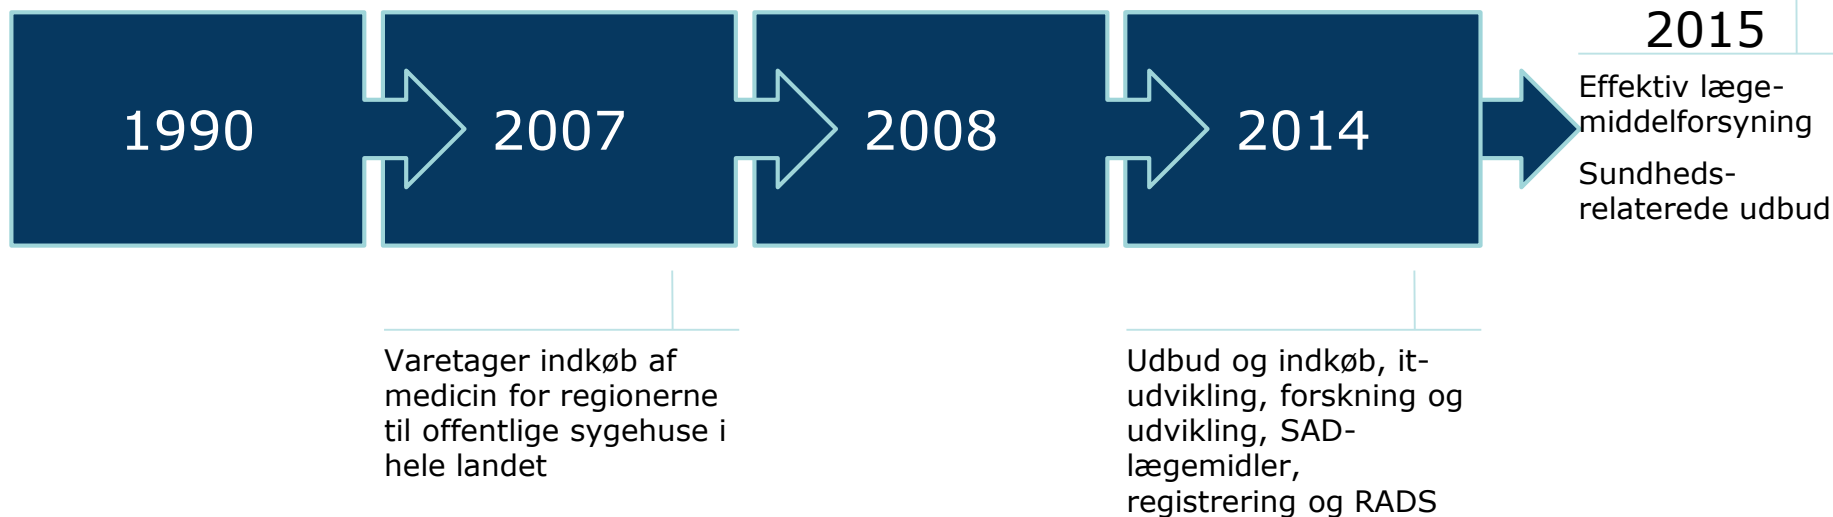 1990
2007
2008
2014
2015
Effektiv læge-
middelforsyning
Sundheds-
relaterede udbud
Varetager indkøb af
medicin for regionerne
til offentlige sygehuse i
hele landet
Udbud og indkøb, it-
udvikling, forskning og
udvikling, SAD-
lægemidler,
registrering og RADS